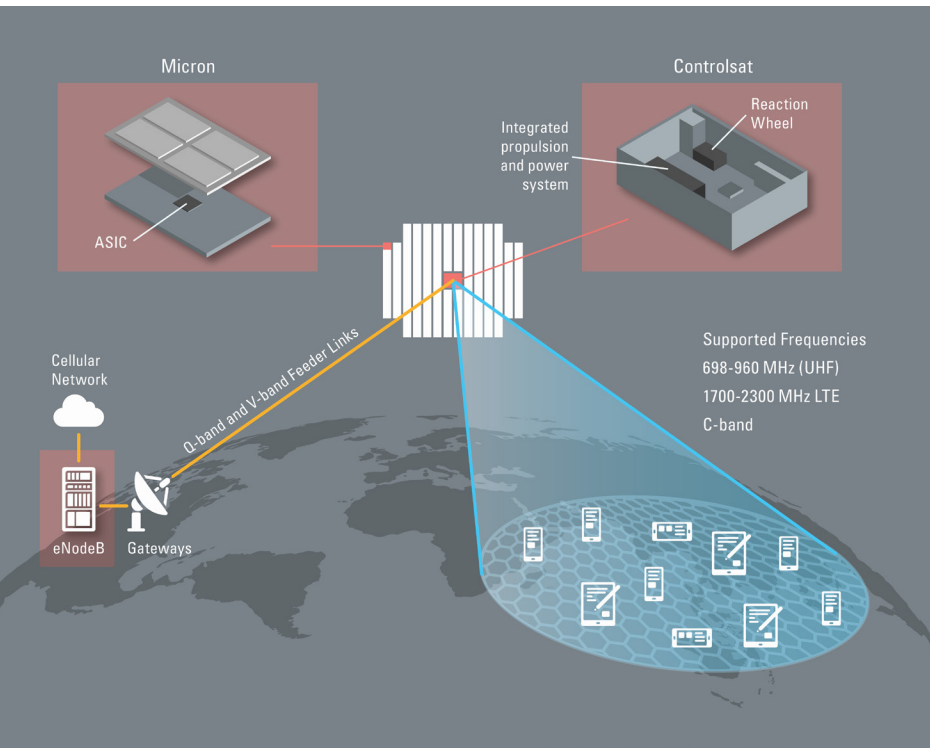 Micron
ASIC
Controlsat
Reaction
Wheel
Integrated
propulsion
and power
system
Q-band and V-band Feeder Links
Supported Frequencies
698-960 MHz (UHF)
1700-2300 MHz LTE
C-band
Cellular
Network
eNodeB
Gateways